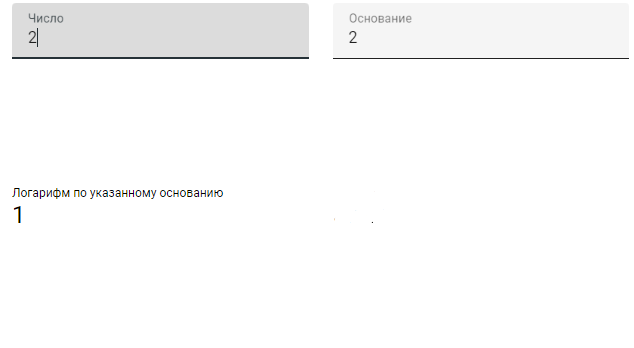 Число
2
Основание
2
Логарифм по указанному основанию
1